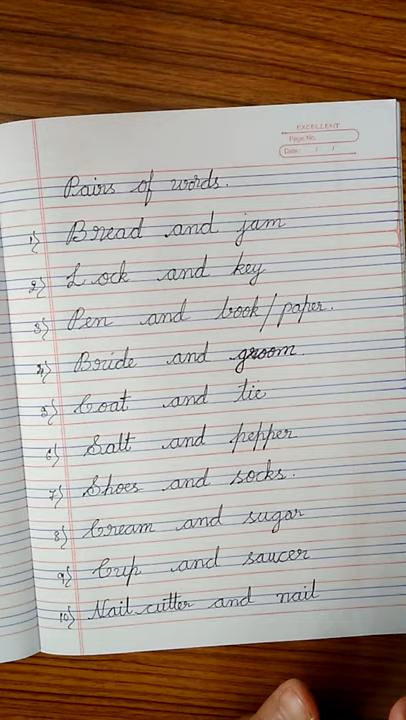 EXCELLENT
Page No.
Date: / /
Pairs of words.
1) Bread and jam
2) Lock and key
3) Pen and book/paper.
4) Bride and groom.
5) Coat and tie
6) Salt and pepper
7) Shoes and socks.
8) Cream and sugar
9) Cup and saucer
10) Nail cutter and nail